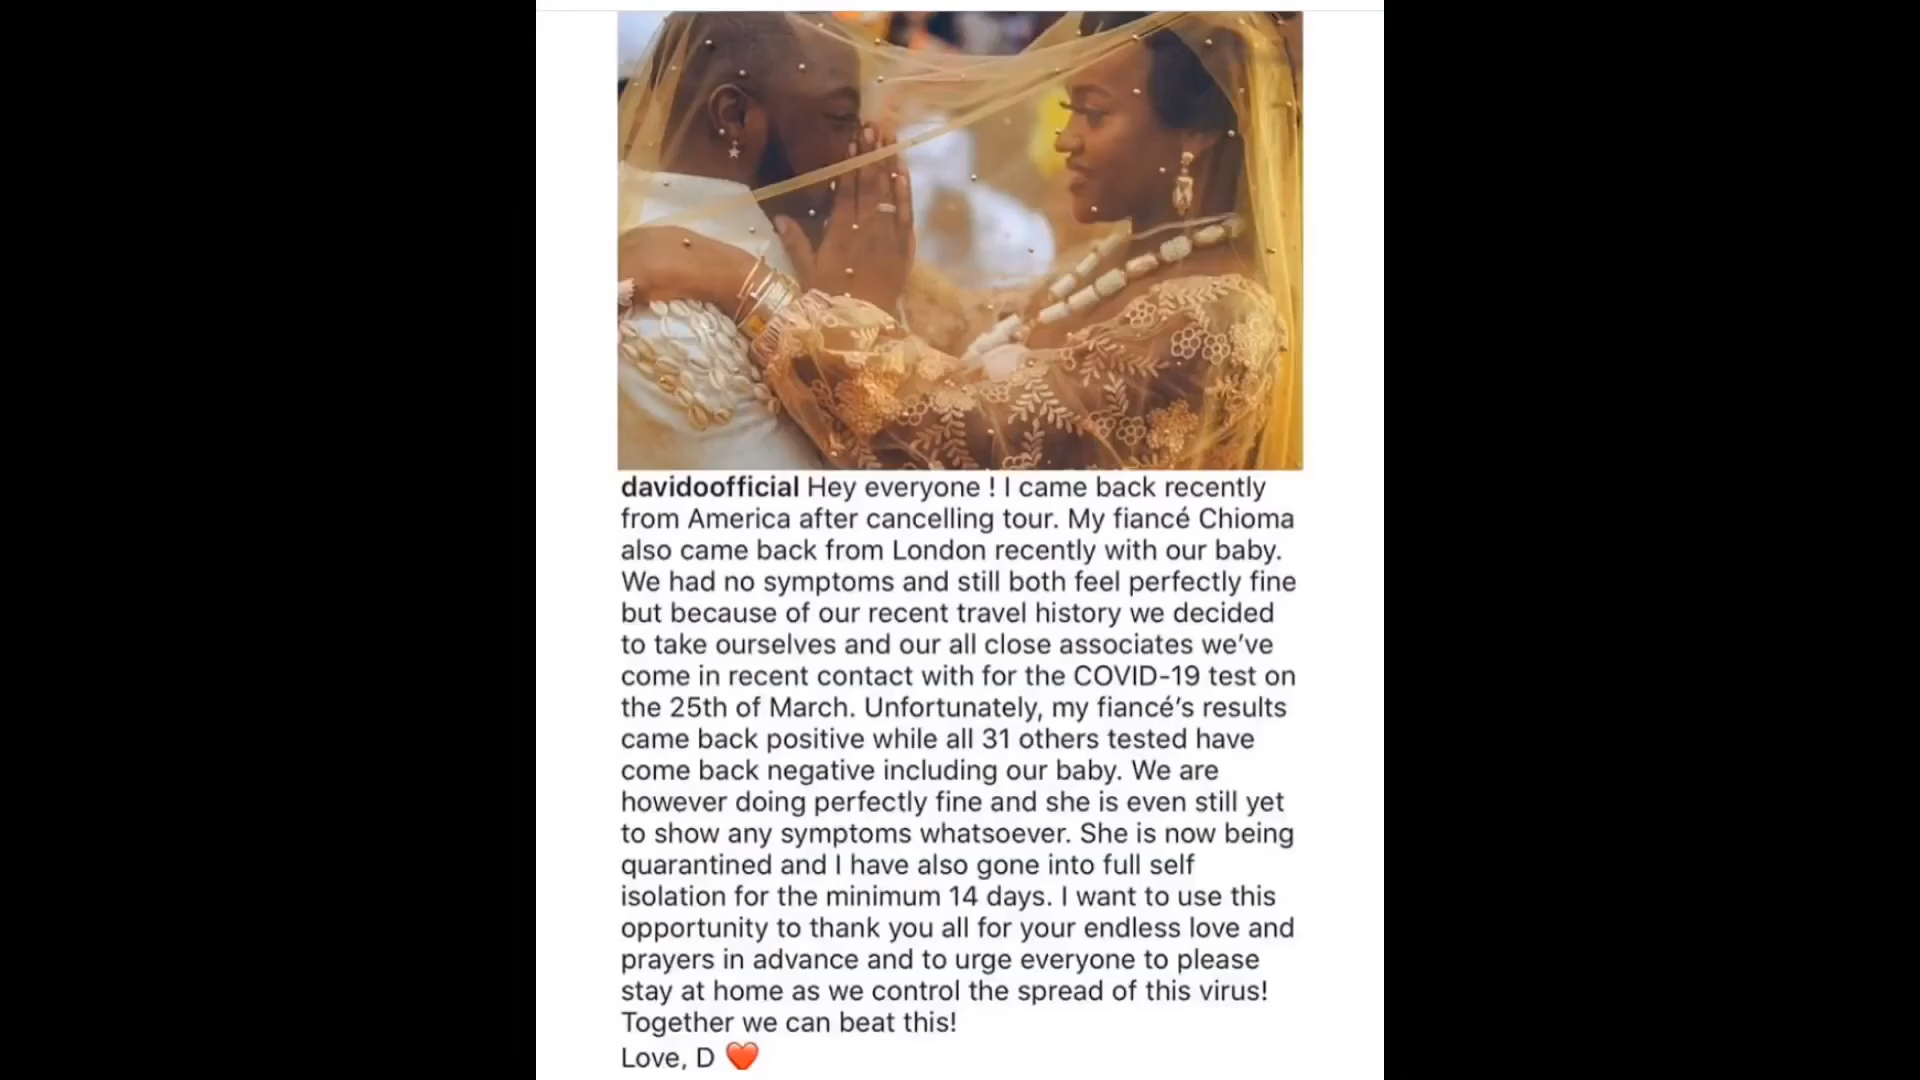 davidoofficial Hey everyone ! I came back recently
from America after cancelling tour. My fiancé Chioma
also came back from London recently with our baby.
We had no symptoms and still both feel perfectly fine
but because of our recent travel history we decided
to take ourselves and our all close associates we’ve
come in recent contact with for the COVID-19 test on
the 25th of March. Unfortunately, my fiancé’s results
came back positive while all 31 others tested have
come back negative including our baby. We are
however doing perfectly fine and she is even still yet
to show any symptoms whatsoever. She is now being
quarantined and I have also gone into full self
isolation for the minimum 14 days. I want to use this
opportunity to thank you all for your endless love and
prayers in advance and to urge everyone to please
stay at home as we control the spread of this virus!
Together we can beat this!
Love, D ❤️